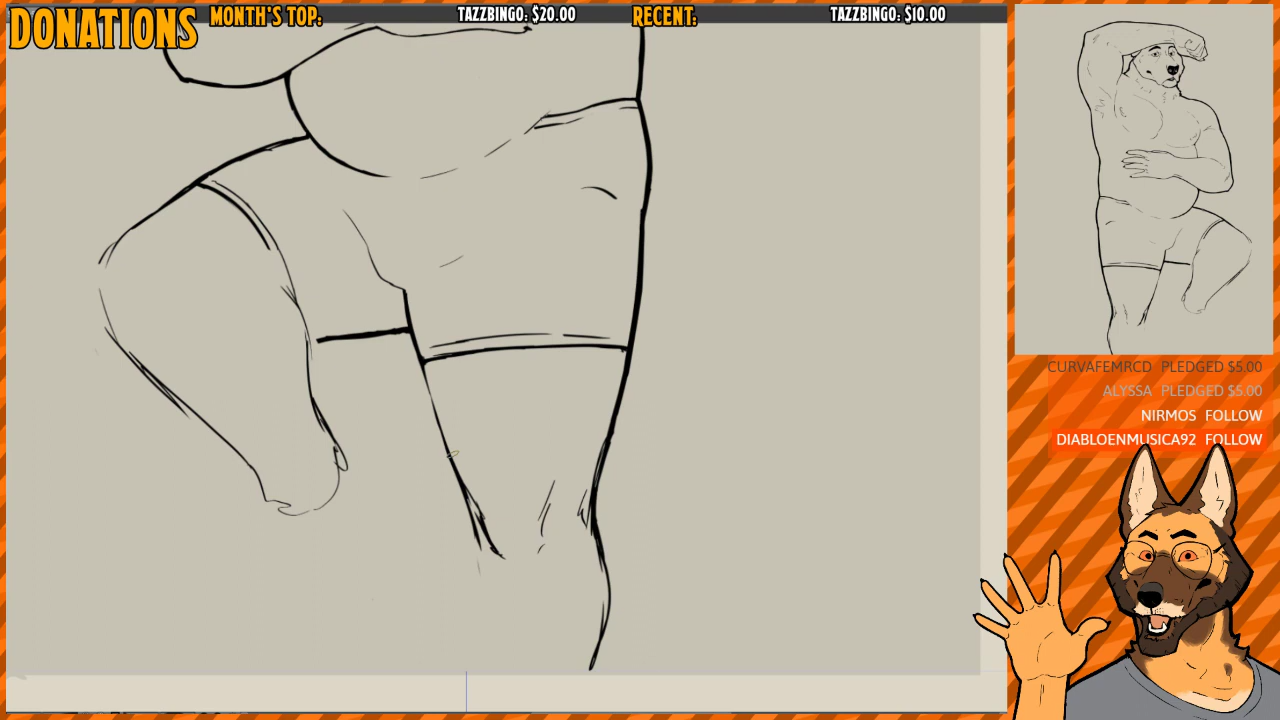 DONATIONS MONTH'S TOP: TAZZBINGO: $20.00 RECENT: TAZZBINGO: $10.00
CURVAFEMRCD PLEDGED $5.00
ALYSSA PLEDGED $5.00
NIRMOS FOLLOW
DIABLOENMUSICA92 FOLLOW